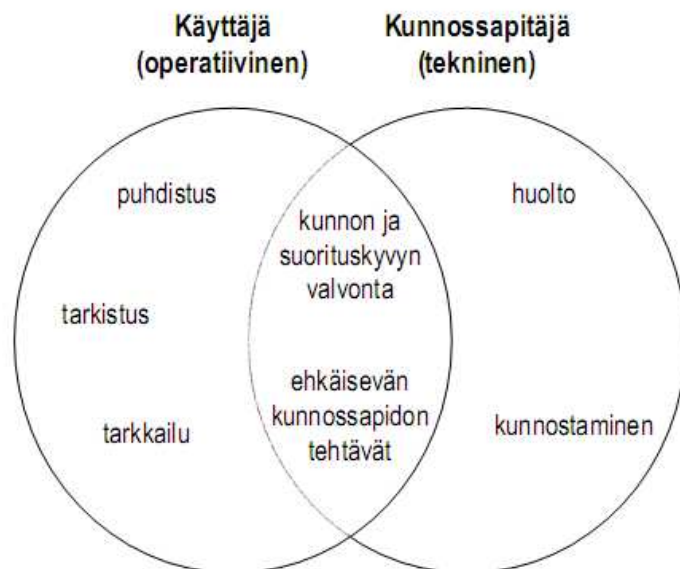 Käyttäjä
(operatiivinen)
Kunnossapitäjä
(tekninen)
puhdistus
tarkistus
tarkkailu
kunnon ja
suorituskyvyn
valvonta
ehkäisevän
kunnossapidon
tehtävät
huolto
kunnostaminen